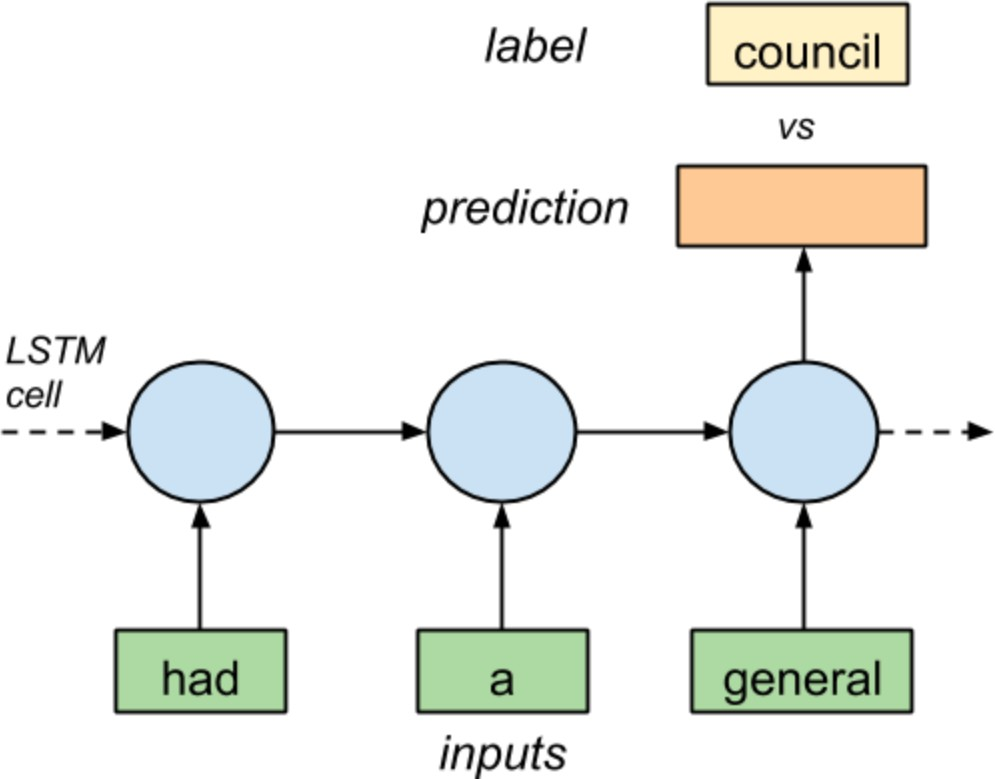 label
council
vs
prediction
LSTM
cell
had
a
general
inputs